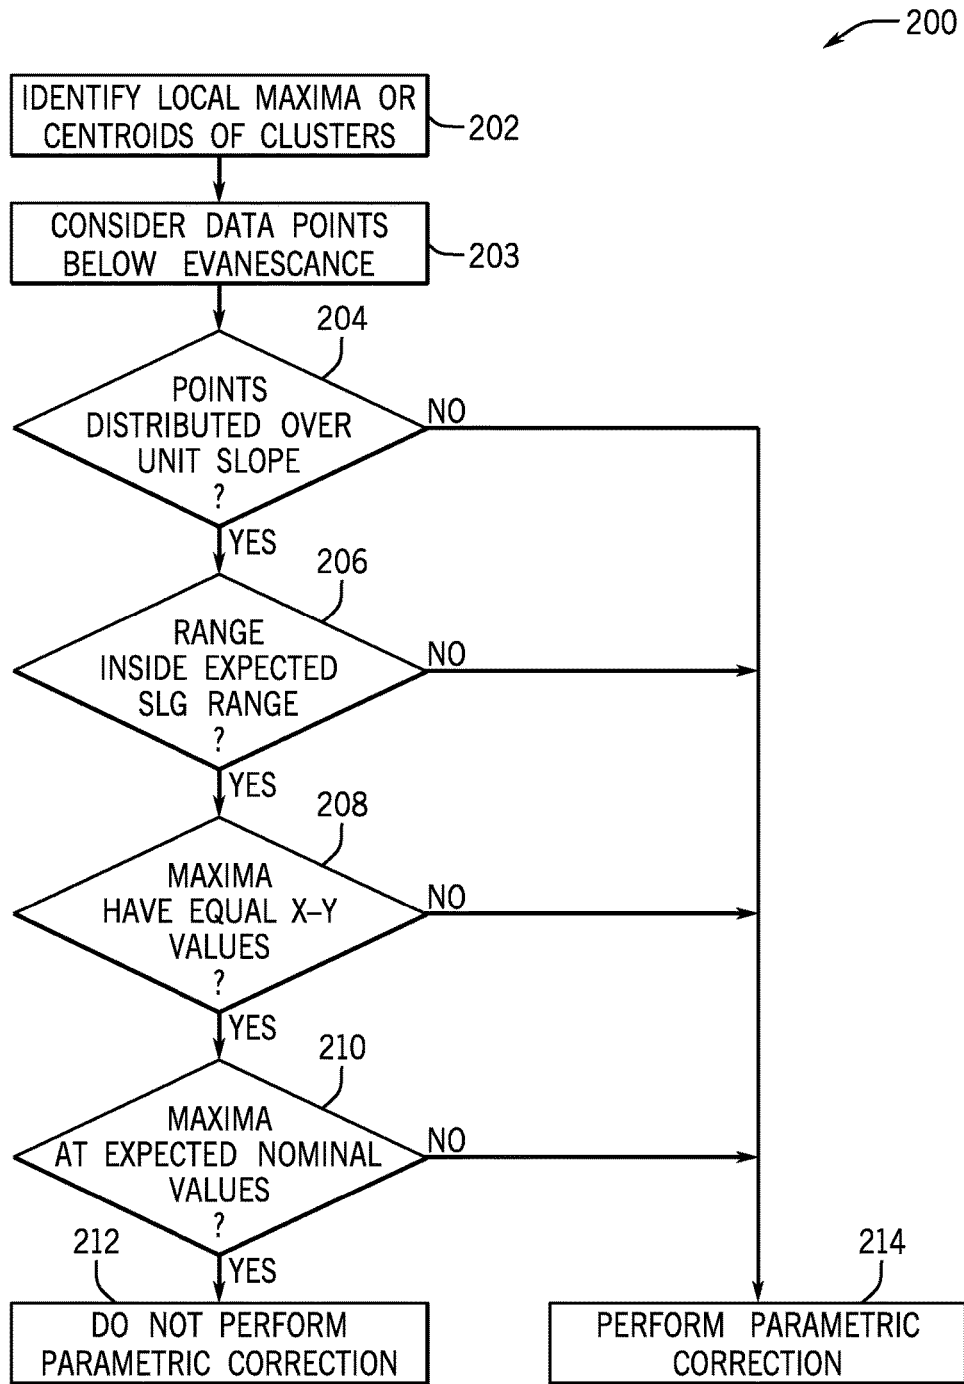 200
IDENTIFY LOCAL MAXIMA OR
CENTROIDS OF CLUSTERS
202
CONSIDER DATA POINTS
BELOW EVANESCANCE
203
204
POINTS
DISTRIBUTED OVER
UNIT SLOPE
?
NO
YES
206
RANGE
INSIDE EXPECTED
SLG RANGE
?
NO
YES
208
MAXIMA
HAVE EQUAL X-Y
VALUES
?
NO
YES
210
MAXIMA
AT EXPECTED NOMINAL
VALUES
?
NO
YES
212
DO NOT PERFORM
PARAMETRIC CORRECTION
214
PERFORM PARAMETRIC
CORRECTION